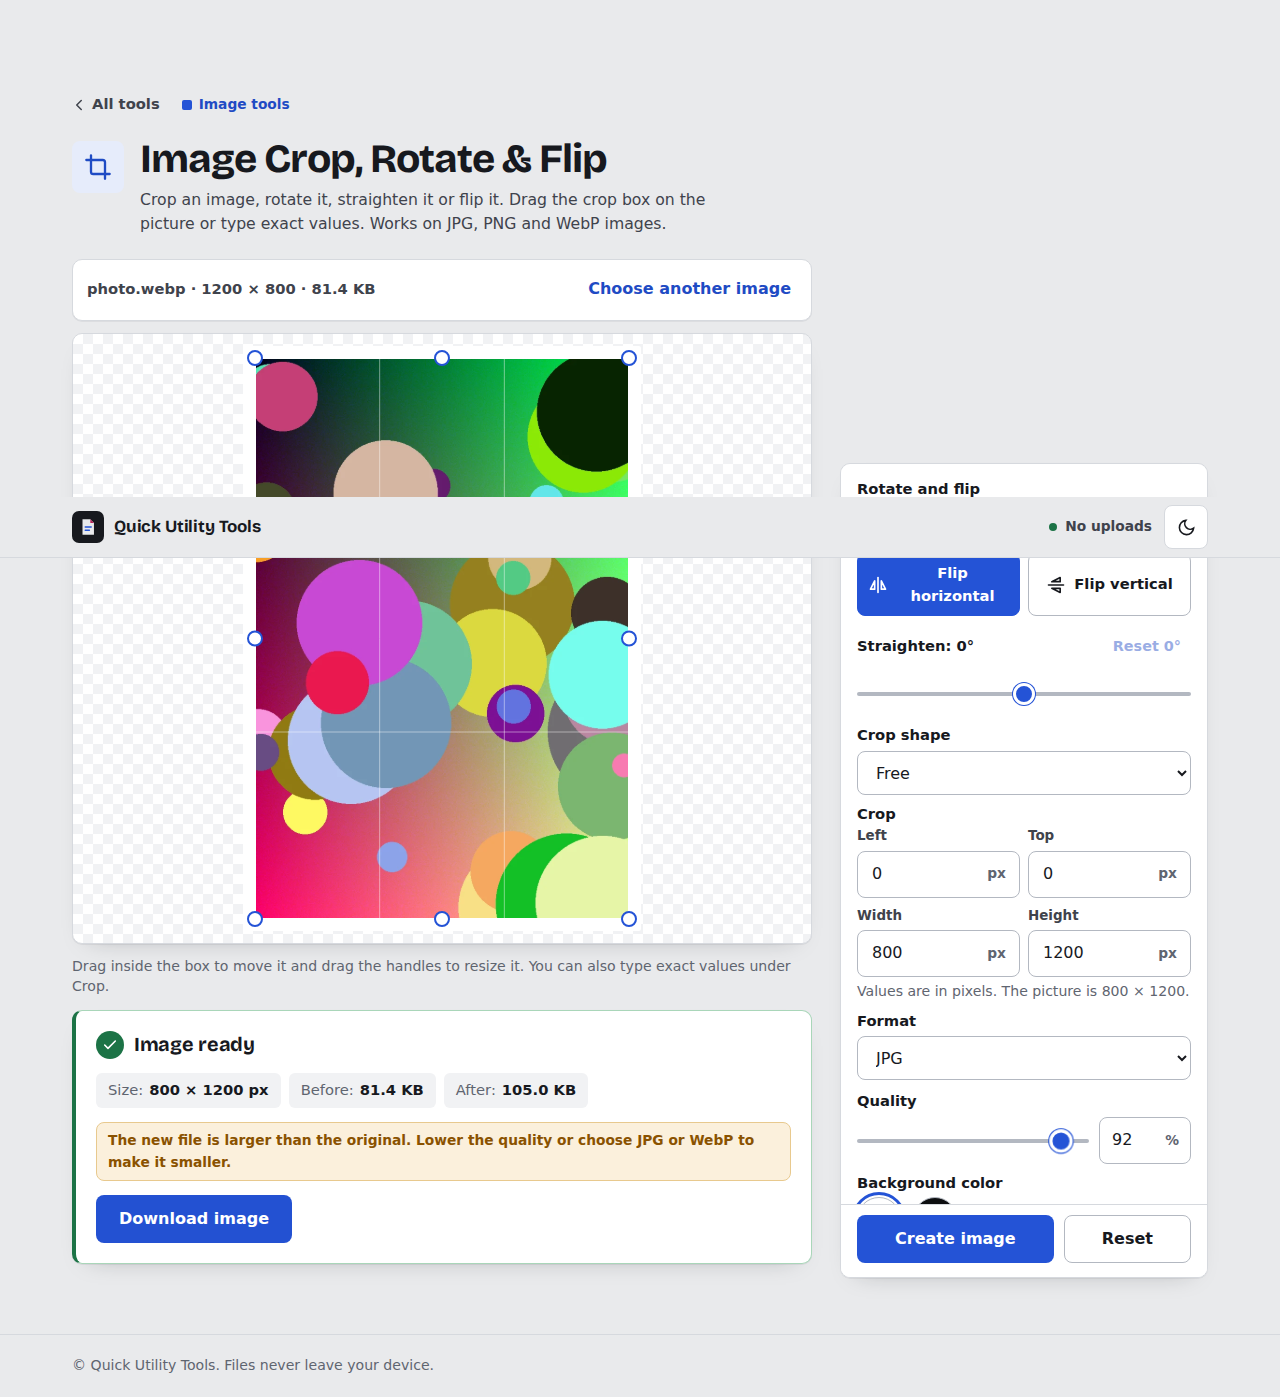 All tools
Image tools
Image Crop, Rotate & Flip
Crop an image, rotate it, straighten it or flip it. Drag the crop box on the
picture or type exact values. Works on JPG, PNG and WebP images.
photo.webp · 1200 × 800 · 81.4 KB
Choose another image
Rotate and flip
Quick Utility Tools
No uploads
Flip
horizontal
Flip vertical
Straighten: 0°
Reset 0°
Crop shape
Free
Crop
Left
Top
0 px
0 px
Width
Height
800 px
1200 px
Values are in pixels. The picture is 800 × 1200.
Format
JPG
Quality
92 %
Background color
Create image
Reset
Drag inside the box to move it and drag the handles to resize it. You can also type exact values under
Crop.
Image ready
Size: 800 × 1200 px
Before: 81.4 KB
After: 105.0 KB
The new file is larger than the original. Lower the quality or choose JPG or WebP to
make it smaller.
Download image
© Quick Utility Tools. Files never leave your device.